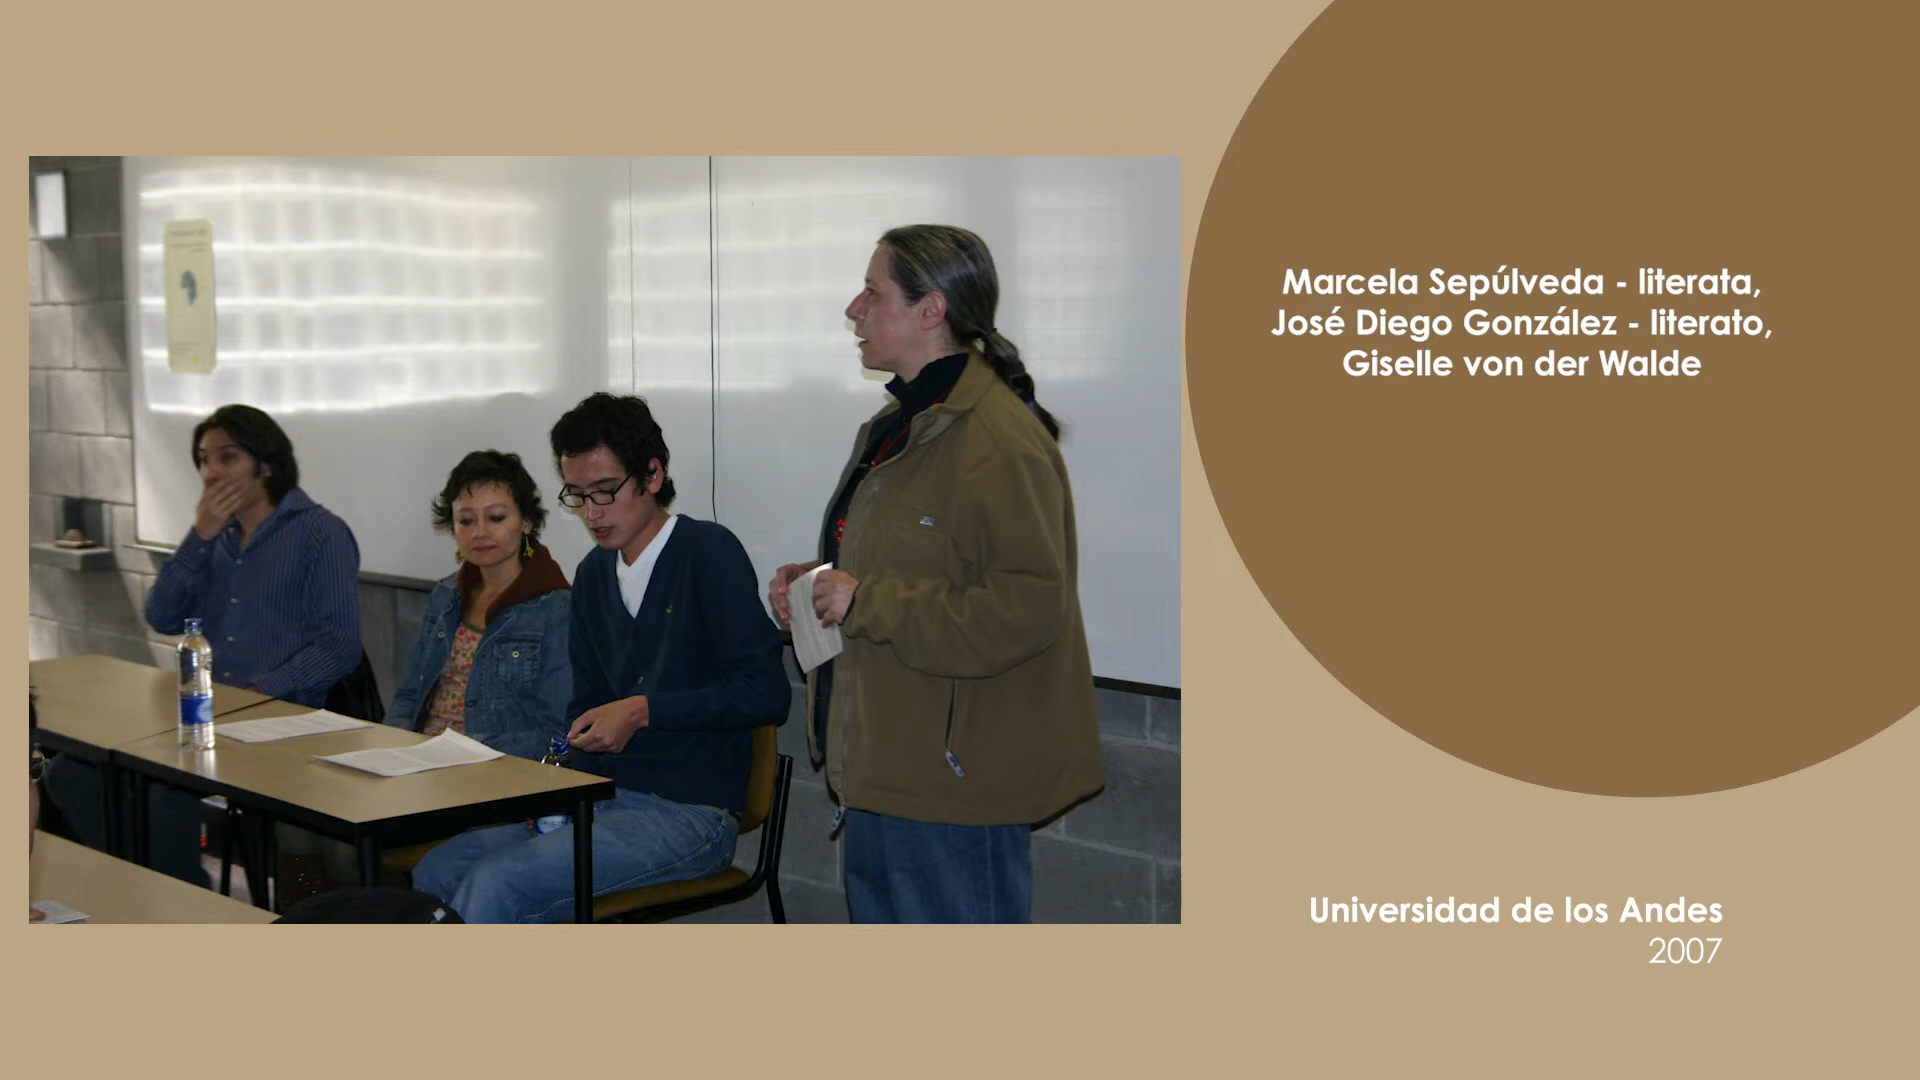 Marcela Sepúlveda - literata,
José Diego González - literato,
Giselle von der Walde
Universidad de los Andes
2007